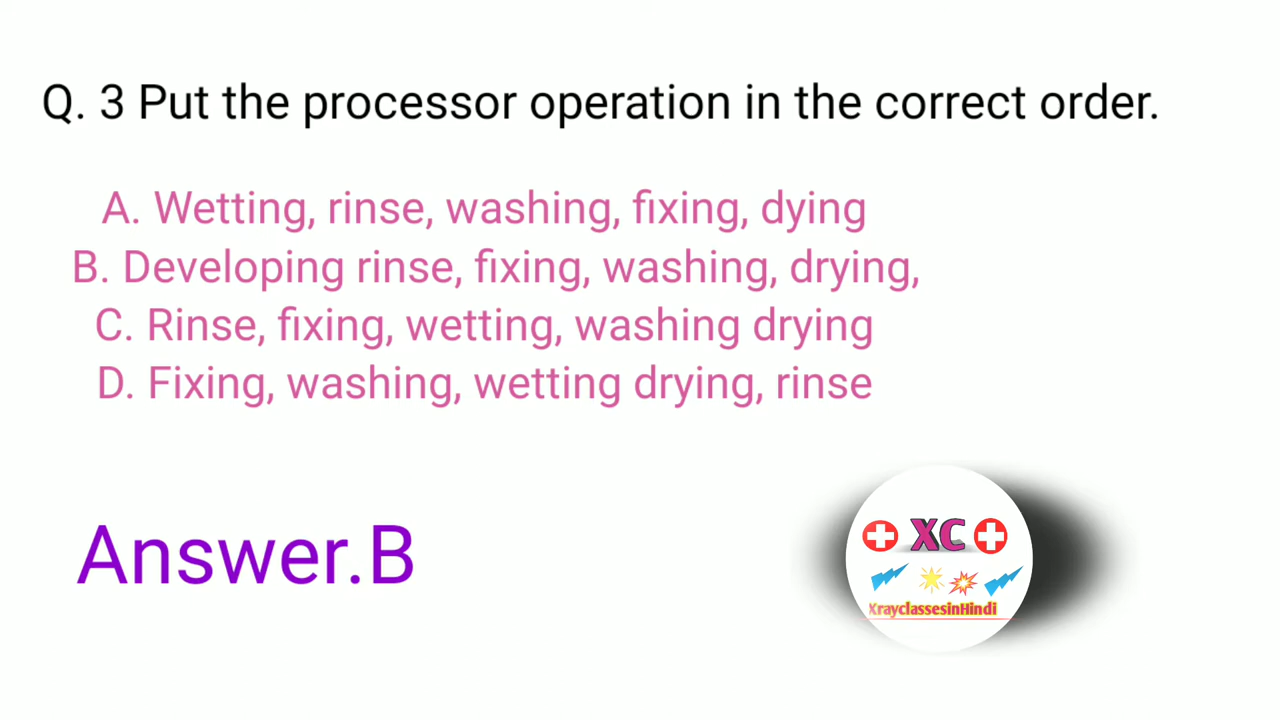 Q. 3 Put the processor operation in the correct order.
A. Wetting, rinse, washing, fixing, dying
B. Developing rinse, fixing, washing, drying,
C. Rinse, fixing, wetting, washing drying
D. Fixing, washing, wetting drying, rinse
Answer.B
XC
XrayclassesinHindi